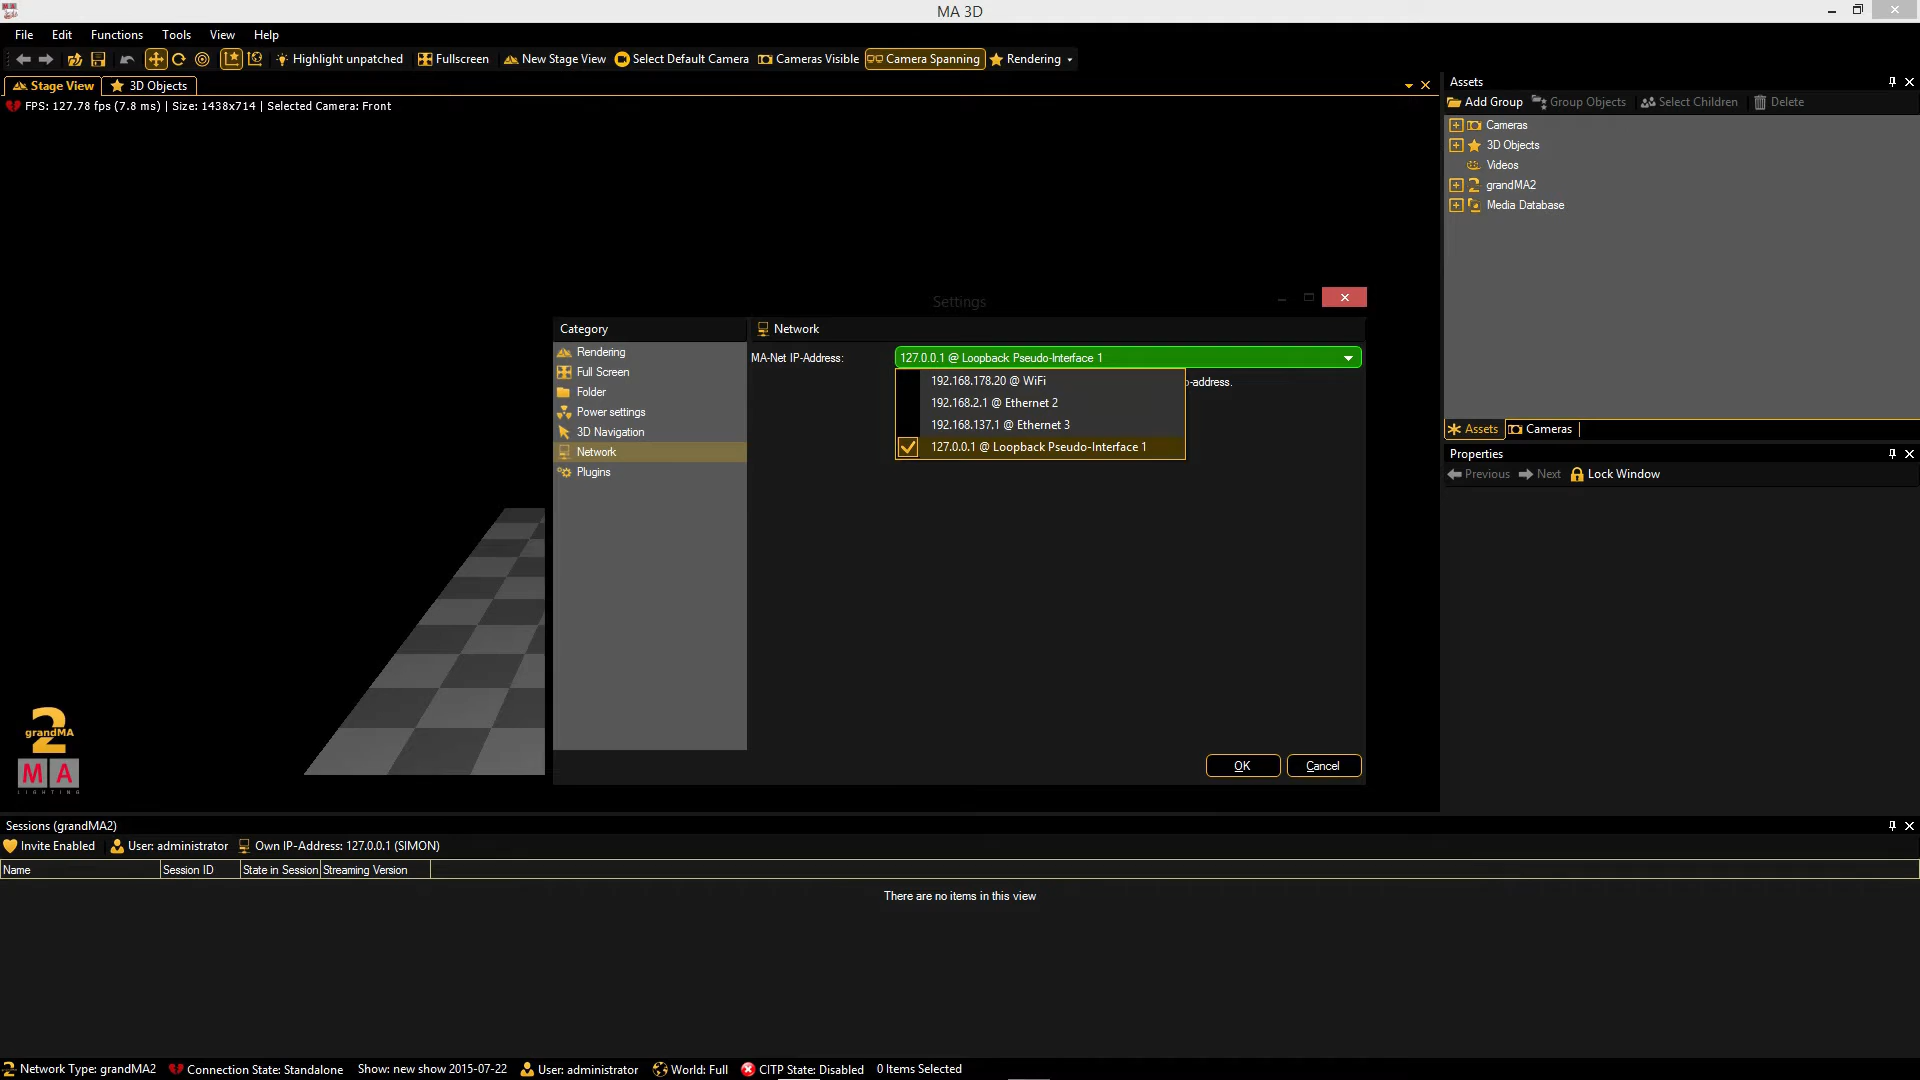 MA 3D
File Edit Functions Tools View Help
Highlight unpatched Fullscreen New Stage View Select Default Camera Cameras Visible Camera Spanning Rendering
Stage View 3D Objects
FPS: 127.78 fps (7.8 ms) | Size: 1438x714 | Selected Camera: Front
Assets
Add Group Group Objects Select Children Delete
Cameras
3D Objects
Videos
grandMA2
Media Database
Assets Cameras
Properties
Previous Next Lock Window
Settings
Category
Rendering
Full Screen
Folder
Power settings
3D Navigation
Network
Plugins
Network
MA-Net IP-Address: 127.0.0.1 @ Loopback Pseudo-Interface 1
-address.
192.168.178.20 @ WiFi
192.168.2.1 @ Ethernet 2
192.168.137.1 @ Ethernet 3
127.0.0.1 @ Loopback Pseudo-Interface 1
OK Cancel
2
grandMA
MA
LIGHTING
Sessions (grandMA2)
Invite Enabled User: administrator Own IP-Address: 127.0.0.1 (SIMON)
Name Session ID State in Session Streaming Version
There are no items in this view
Network Type: grandMA2 Connection State: Standalone Show: new show 2015-07-22 User: administrator World: Full CITP State: Disabled 0 Items Selected